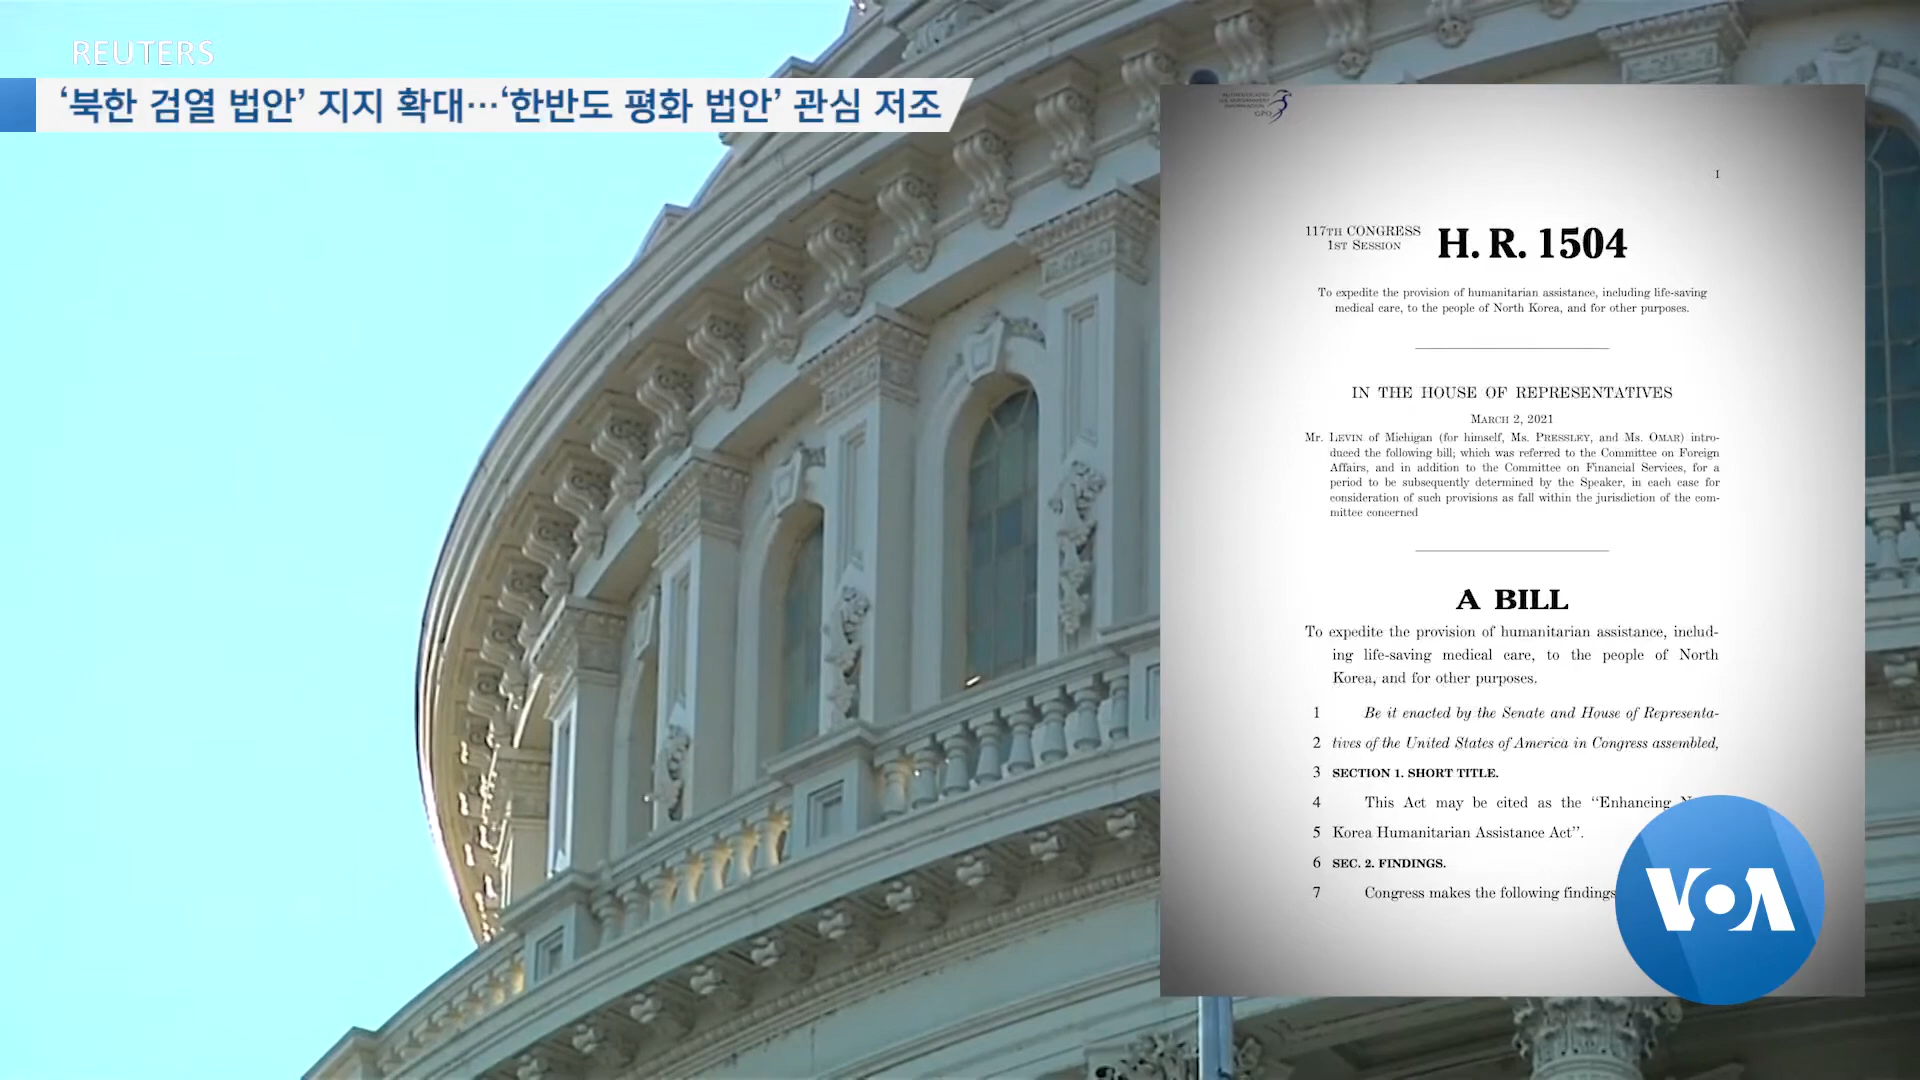 REUTERS
‘북한 검열 법안’ 지지 확대…‘한반도 평화 법안’ 관심 저조
AUTHENTICATED
U.S. GOVERNMENT
INFORMATION
GPO
I
117TH CONGRESS
1ST SESSION
H. R. 1504
To expedite the provision of humanitarian assistance, including life-saving
medical care, to the people of North Korea, and for other purposes.
IN THE HOUSE OF REPRESENTATIVES
MARCH 2, 2021
Mr. LEVIN of Michigan (for himself, Ms. PRESSLEY, and Ms. OMAR) intro-
duced the following bill; which was referred to the Committee on Foreign
Affairs, and in addition to the Committee on Financial Services, for a
period to be subsequently determined by the Speaker, in each case for
consideration of such provisions as fall within the jurisdiction of the com-
mittee concerned
A BILL
To expedite the provision of humanitarian assistance, includ-
ing life-saving medical care, to the people of North
Korea, and for other purposes.
1 Be it enacted by the Senate and House of Representa-
2 tives of the United States of America in Congress assembled,
3 SECTION 1. SHORT TITLE.
4 This Act may be cited as the ‘‘Enhancing
5 Korea Humanitarian Assistance Act’’.
6 SEC. 2. FINDINGS.
7 Congress makes the following findings
VOA